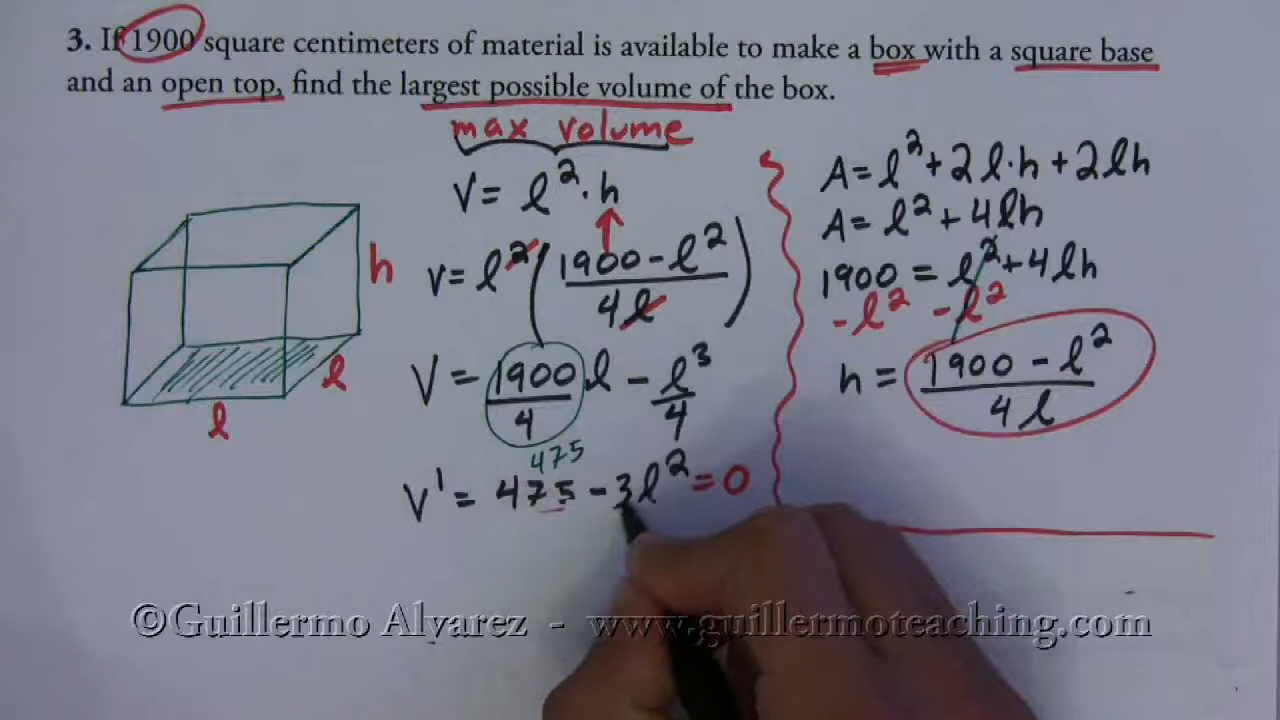 3. If 1900 square centimeters of material is available to make a box with a square base
and an open top, find the largest possible volume of the box.
max volume
V = l² · h
V = l² (1900 - l² / 4l)
V = 1900/4 l - l³/4
475
V' = 475 - 3l² = 0
h
l
l
A = l² + 2l·h + 2lh
A = l² + 4lh
1900 = l² + 4lh
-l² -l²
h = 1900 - l² / 4l
©Guillermo Alvarez - www.guillermoteaching.com